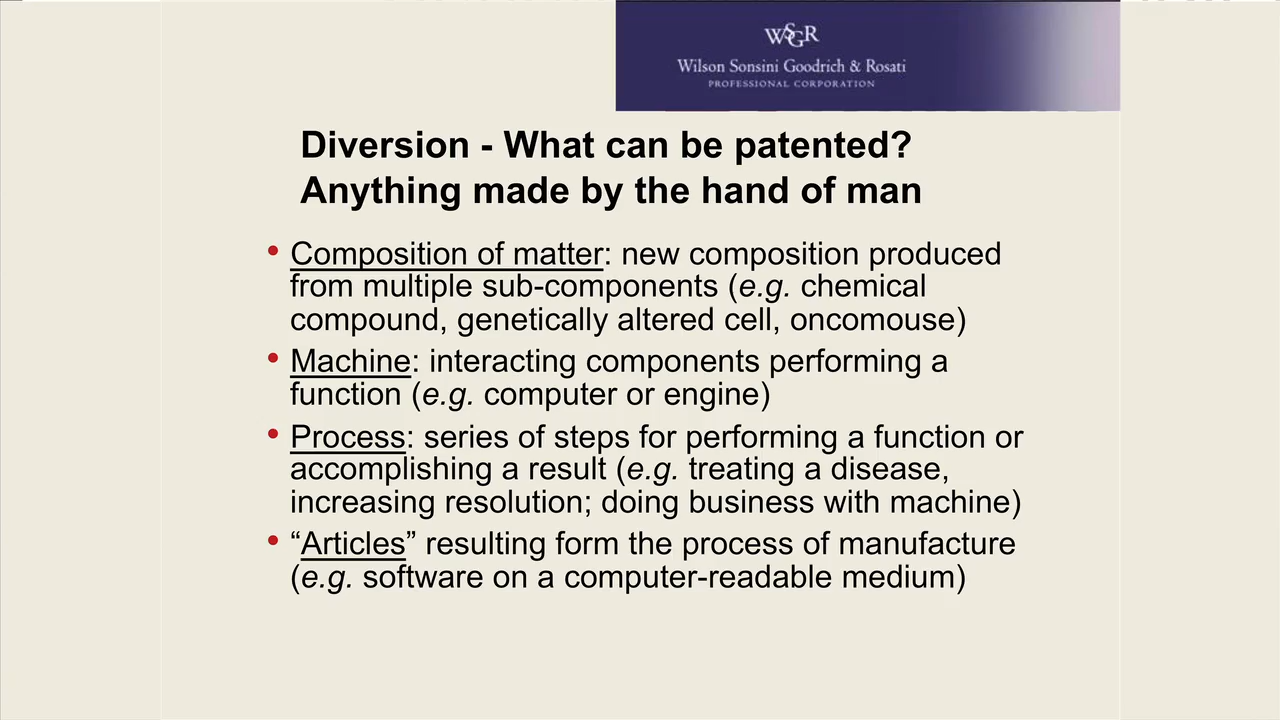 WSGR
Wilson Sonsini Goodrich & Rosati
PROFESSIONAL CORPORATION
Diversion - What can be patented?
Anything made by the hand of man
• Composition of matter: new composition produced
from multiple sub-components (e.g. chemical
compound, genetically altered cell, oncomouse)
• Machine: interacting components performing a
function (e.g. computer or engine)
• Process: series of steps for performing a function or
accomplishing a result (e.g. treating a disease,
increasing resolution; doing business with machine)
• “Articles” resulting form the process of manufacture
(e.g. software on a computer-readable medium)